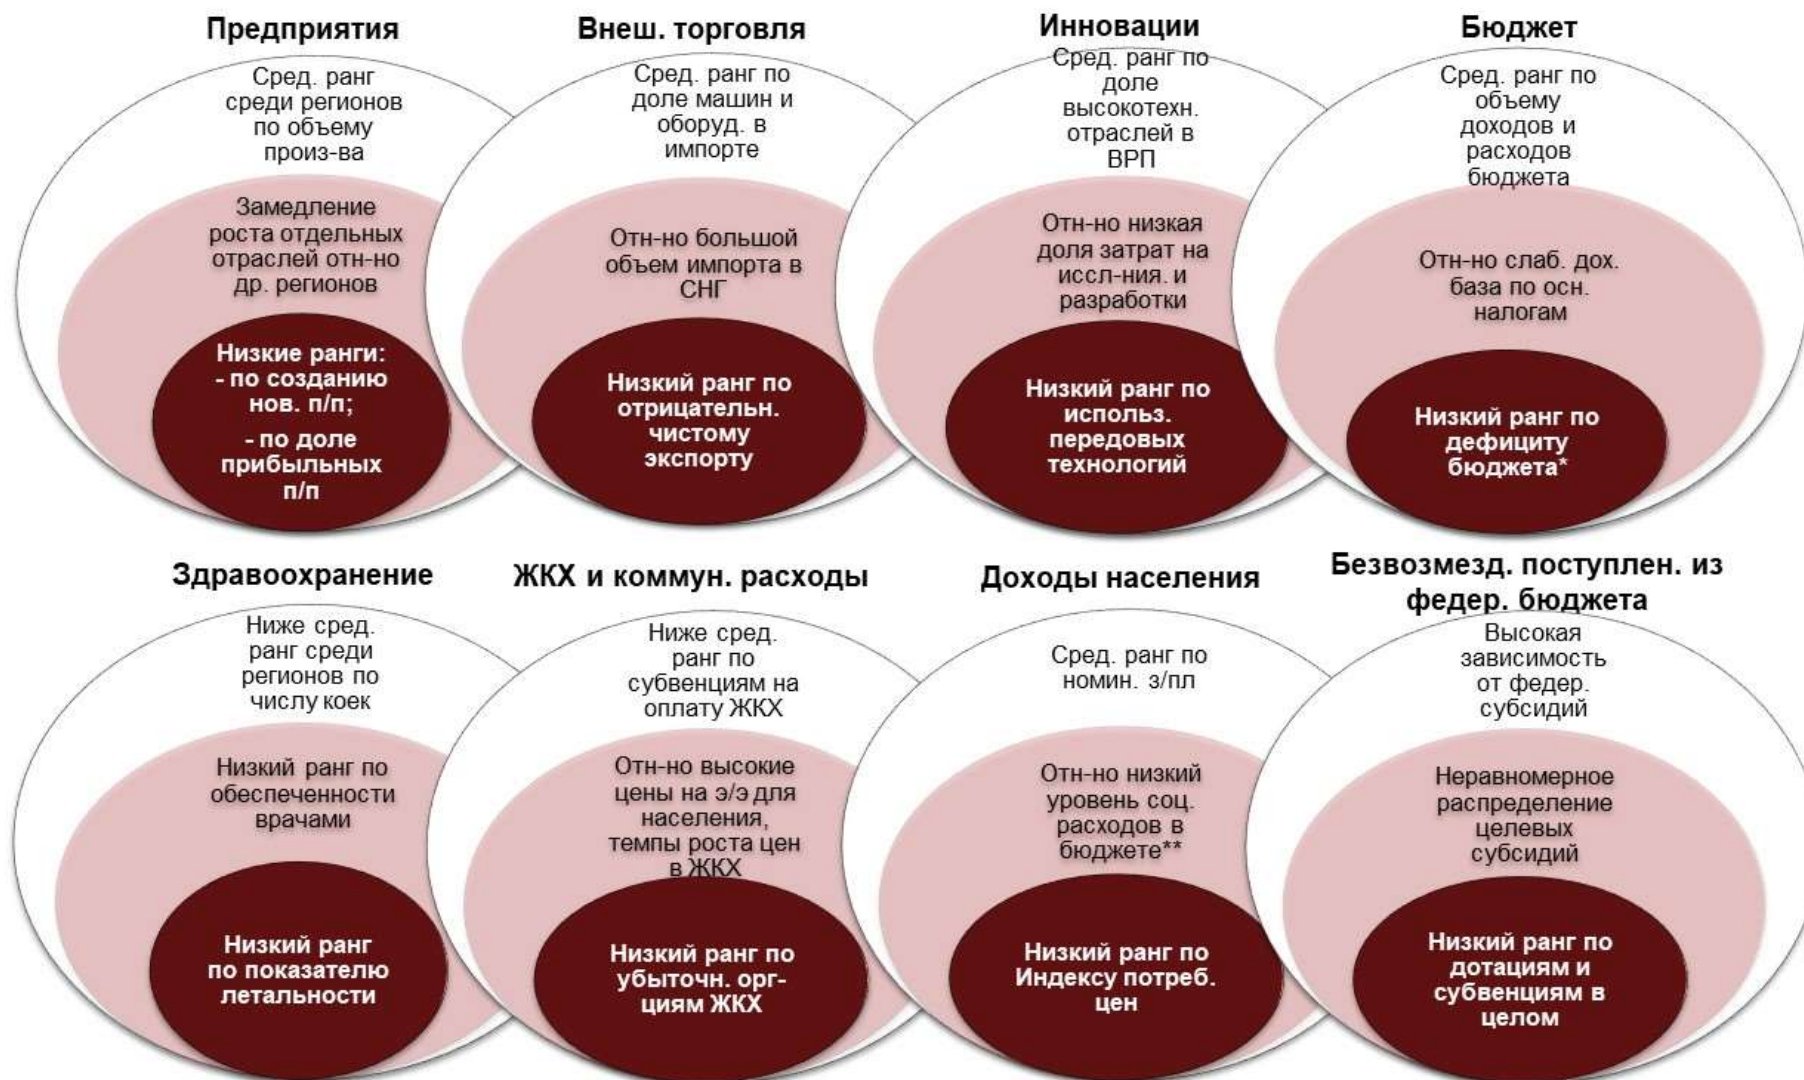 Предприятия
Сред. ранг
среди регионов
по объему
произ-ва
Замедление
роста отдельных
отраслей отн-но
др. регионов
Низкие ранги:
- по созданию
нов. п/п;
- по доле
прибыльных
п/п
Внеш. торговля
Сред. ранг по
доле машин и
оборуд. в
импорте
Отн-но большой
объем импорта в
СНГ
Низкий ранг по
отрицательн.
чистому
экспорту
Инновации
Сред. ранг по
доле
высокотехн.
отраслей в
ВРП
Отн-но низкая
доля затрат на
иссл-ния. и
разработки
Низкий ранг по
использ.
передовых
технологий
Бюджет
Сред. ранг по
объему
доходов и
расходов
бюджета
Отн-но слаб. дох.
база по осн.
налогам
Низкий ранг по
дефициту
бюджета*
Здравоохранение
Ниже сред.
ранг среди
регионов по
числу коек
Низкий ранг по
обеспеченности
врачами
Низкий ранг
по показателю
летальности
ЖКХ и коммун. расходы
Ниже сред.
ранг по
субвенциям на
оплату ЖКХ
Отн-но высокие
цены на э/э для
населения,
темпы роста цен
в ЖКХ
Низкий ранг по
убыточн. орг-
циям ЖКХ
Доходы населения
Сред. ранг по
номин. з/пл
Отн-но низкий
уровень соц.
расходов в
бюджете**
Низкий ранг по
Индексу потреб.
цен
Безвозмезд. поступлен. из
федер. бюджета
Высокая
зависимость
от федер.
субсидий
Неравномерное
распределение
целевых
субсидий
Низкий ранг по
дотациям и
субвенциям в
целом